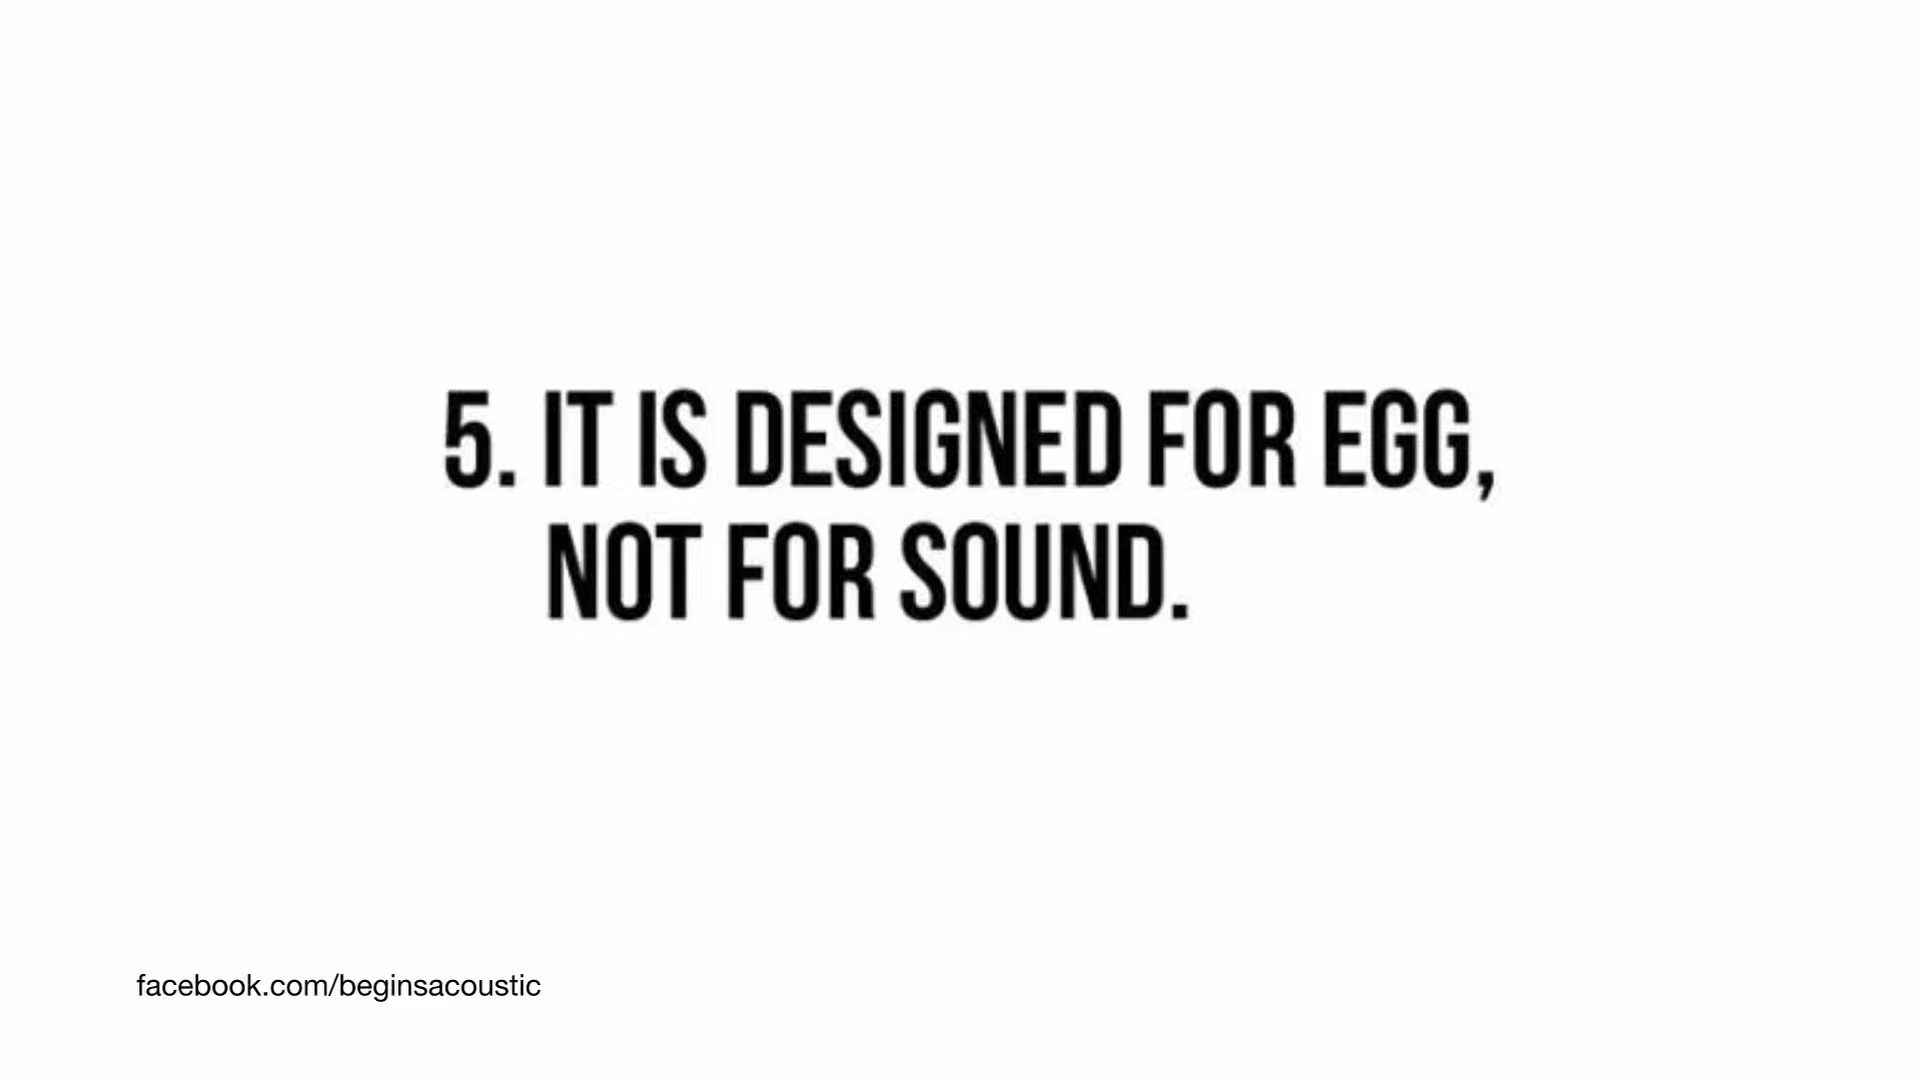 5. IT IS DESIGNED FOR EGG,
NOT FOR SOUND.
facebook.com/beginsacoustic